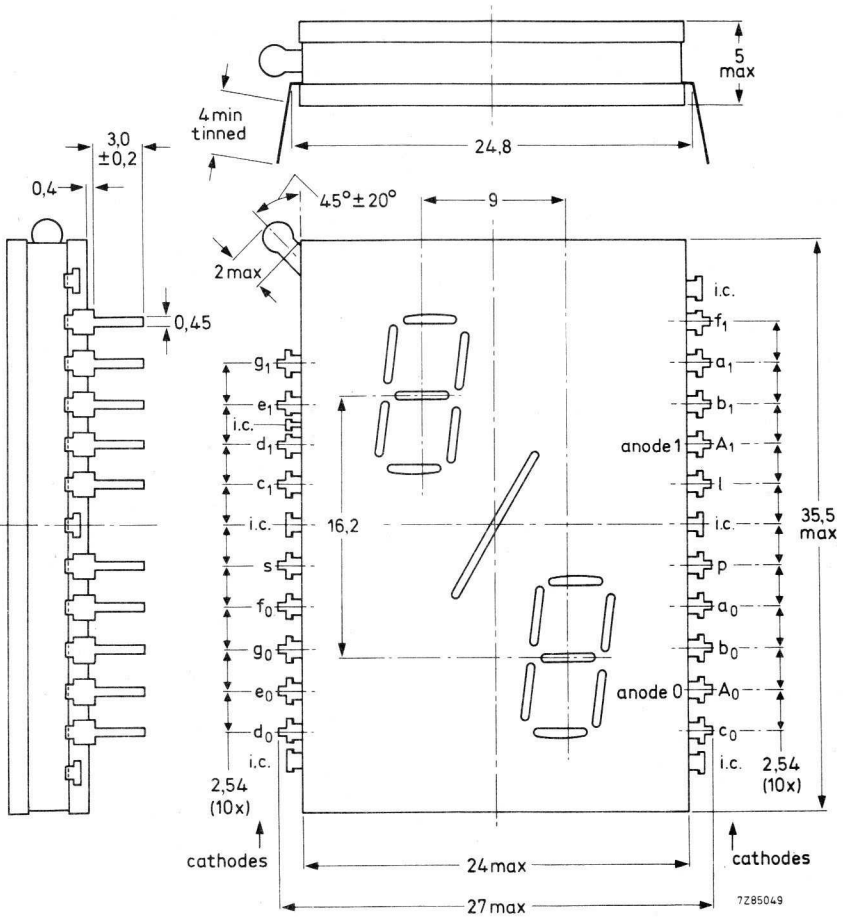 5
max
4 min
tinned
24,8
3,0
±0,2
0,4
45°±20°
9
2 max
0,45
i.c.
f₁
g₁
a₁
e₁
b₁
i.c.
d₁
anode 1
A₁
c₁
l
i.c.
16,2
i.c.
35,5
max
s
p
f₀
a₀
g₀
b₀
e₀
anode 0
A₀
d₀
c₀
i.c.
i.c.
2,54
(10x)
2,54
(10x)
cathodes
24 max
cathodes
27 max
7Z85049